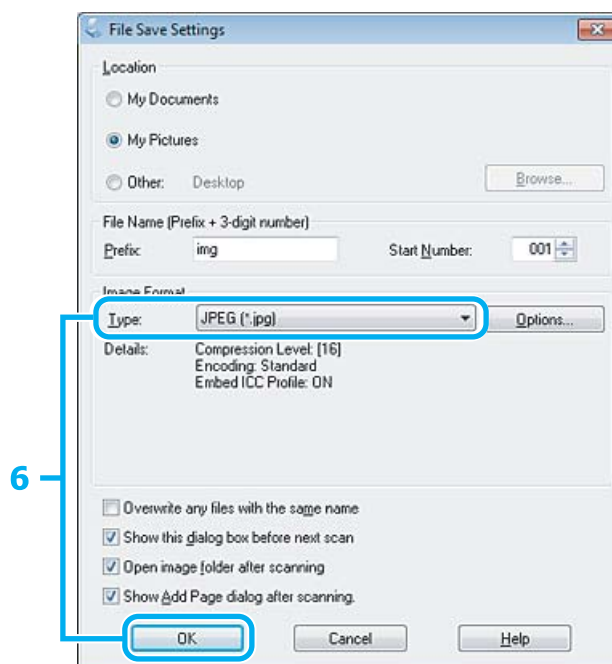 File Save Settings
Location
My Documents
My Pictures
Other: Desktop Browse...
File Name (Prefix + 3-digit number)
Prefix: img Start Number: 001
Image Format
Type: JPEG (*.jpg) Options...
Details: Compression Level: [16]
Encoding: Standard
Embed ICC Profile: ON
6
Overwrite any files with the same name
Show this dialog box before next scan
Open image folder after scanning
Show Add Page dialog after scanning.
OK Cancel Help